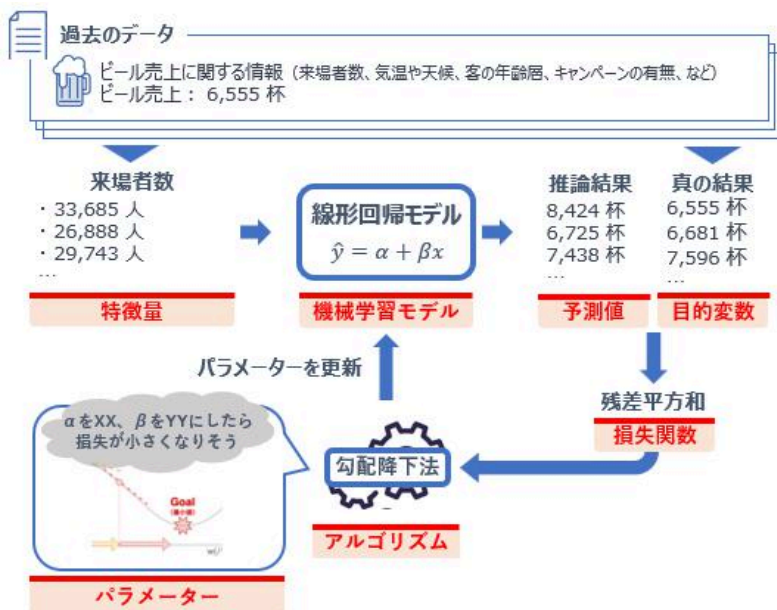 過去のデータ
ビール売上に関する情報（来場者数、気温や天候、客の年齢層、キャンペーンの有無、など）
ビール売上： 6,555 杯
来場者数
・33,685 人
・26,888 人
・29,743 人
…
特徴量
線形回帰モデル
ŷ = α + βx
機械学習モデル
推論結果
8,424 杯
6,725 杯
7,438 杯
…
予測値
真の結果
6,555 杯
6,681 杯
7,596 杯
…
目的変数
パラメーターを更新
残差平方和
損失関数
αをXX、βをYYにしたら
損失が小さくなりそう
Goal
(最小値)
勾配降下法
アルゴリズム
パラメーター